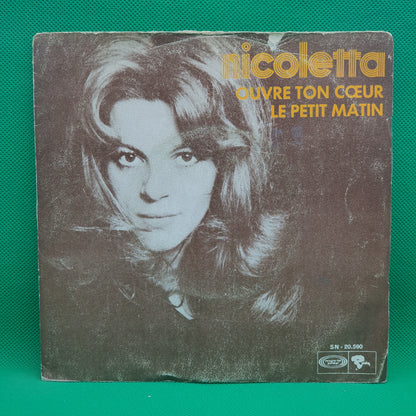 nicoletta
OUVRE TON CŒUR
LE PETIT MATIN
SN - 20.590